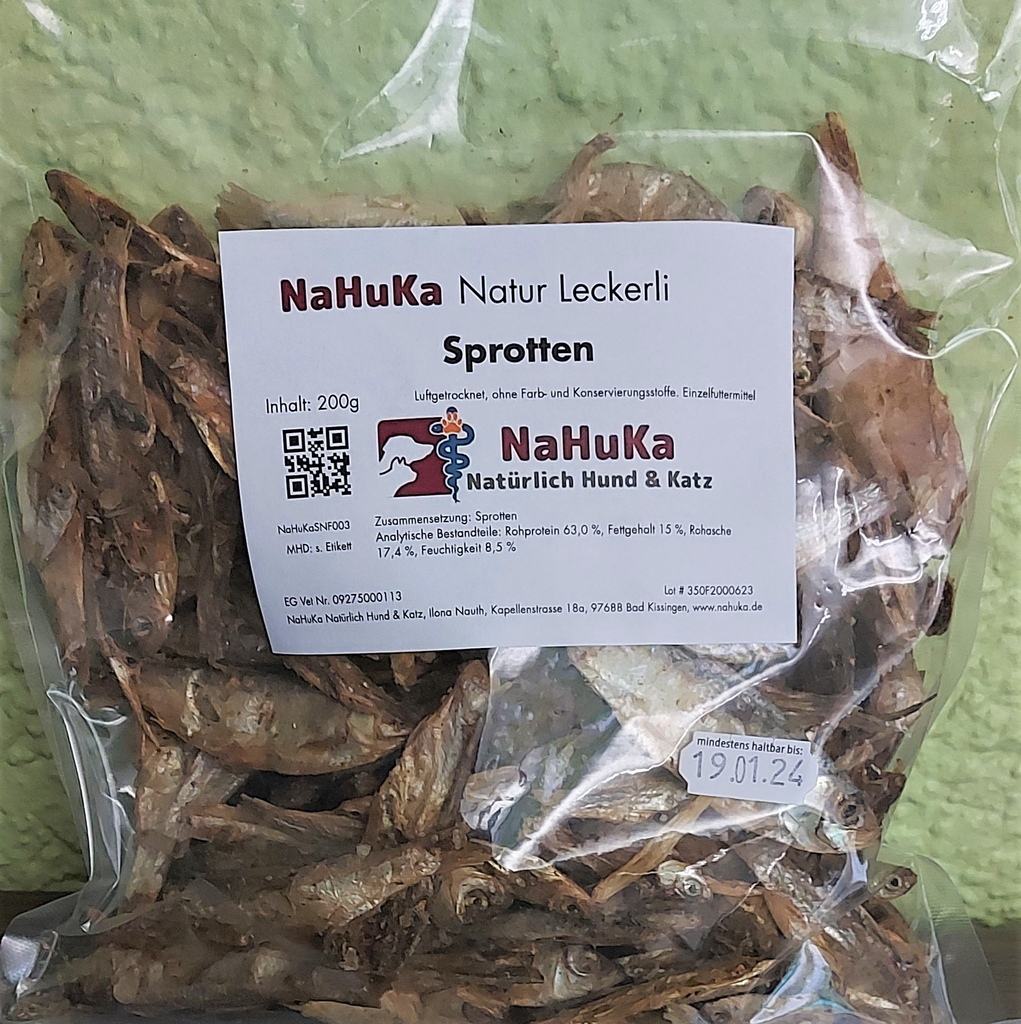 NaHuKa Natur Leckerli
Sprotten
Luftgetrocknet, ohne Farb- und Konservierungsstoffe. Einzelfuttermittel
Inhalt: 200g
NaHuKa
Natürlich Hund & Katz
NaHuKaSNF003
MHD: s. Etikett
Zusammensetzung: Sprotten
Analytische Bestandteile: Rohprotein 63,0 %, Fettgehalt 15 %, Rohasche
17,4 %, Feuchtigkeit 8,5 %
EG Vet Nr. 09275000113
Lot # 350F2000623
NaHuKa Natürlich Hund & Katz, Ilona Nauth, Kapellenstrasse 18a, 97688 Bad Kissingen, www.nahuka.de
mindestens haltbar bis:
19.01.24